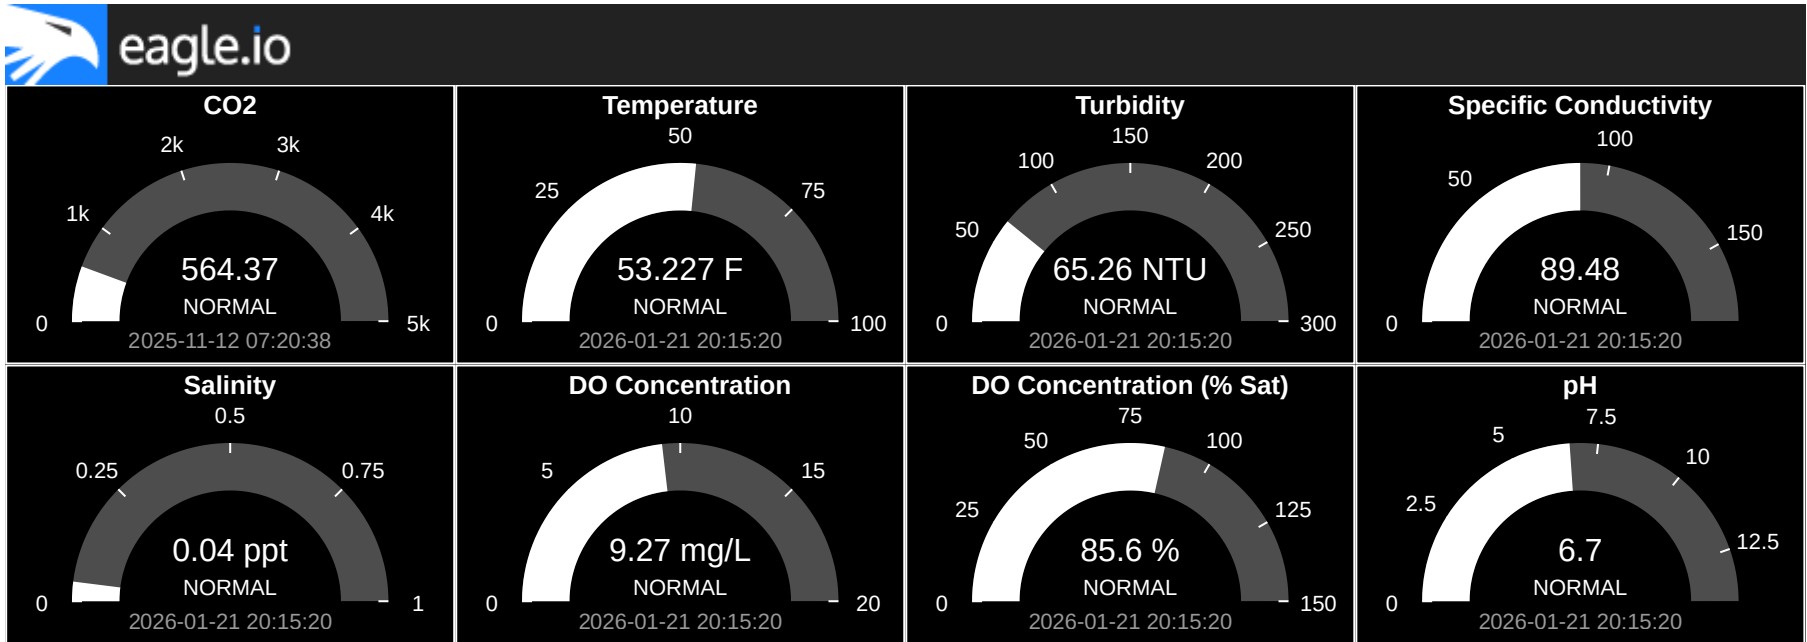 eagle.io
CO2
0
1k
2k
3k
4k
5k
564.37
NORMAL
2025-11-12 07:20:38
Temperature
0
25
50
75
100
53.227 F
NORMAL
2026-01-21 20:15:20
Turbidity
0
50
100
150
200
250
300
65.26 NTU
NORMAL
2026-01-21 20:15:20
Specific Conductivity
0
50
100
150
89.48
NORMAL
2026-01-21 20:15:20
Salinity
0
0.25
0.5
0.75
1
0.04 ppt
NORMAL
2026-01-21 20:15:20
DO Concentration
0
5
10
15
20
9.27 mg/L
NORMAL
2026-01-21 20:15:20
DO Concentration (% Sat)
0
25
50
75
100
125
150
85.6 %
NORMAL
2026-01-21 20:15:20
pH
0
2.5
5
7.5
10
12.5
6.7
NORMAL
2026-01-21 20:15:20